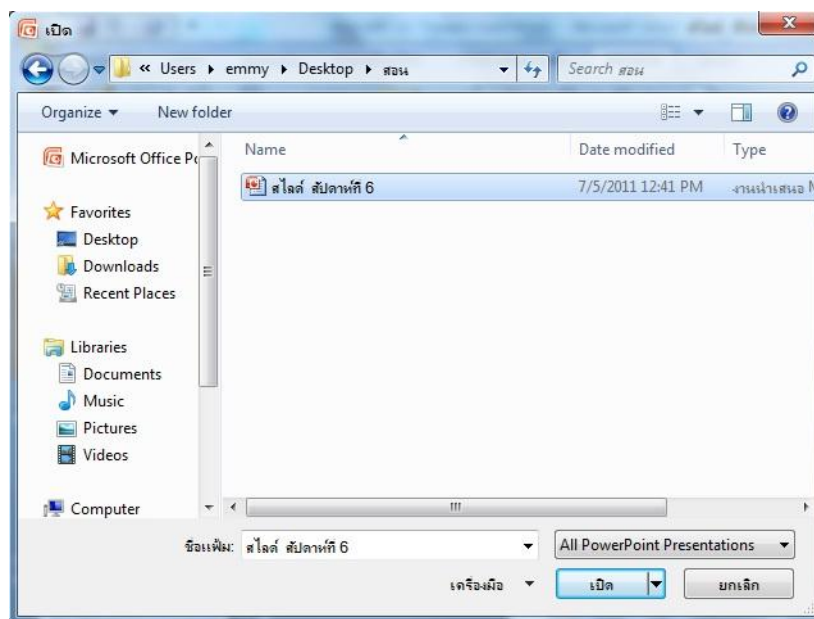 เปิด
« Users ▸ emmy ▸ Desktop ▸ สอน
Search สอน
Organize
New folder
Microsoft Office P
Favorites
Desktop
Downloads
Recent Places
Libraries
Documents
Music
Pictures
Videos
Computer
Name
Date modified
Type
สไลด์ สัปดาห์ที่ 6
7/5/2011 12:41 PM
งานนำเสนอ M
ชื่อแฟ้ม:
สไลด์ สัปดาห์ที่ 6
All PowerPoint Presentations
เครื่องมือ
เปิด
ยกเลิก